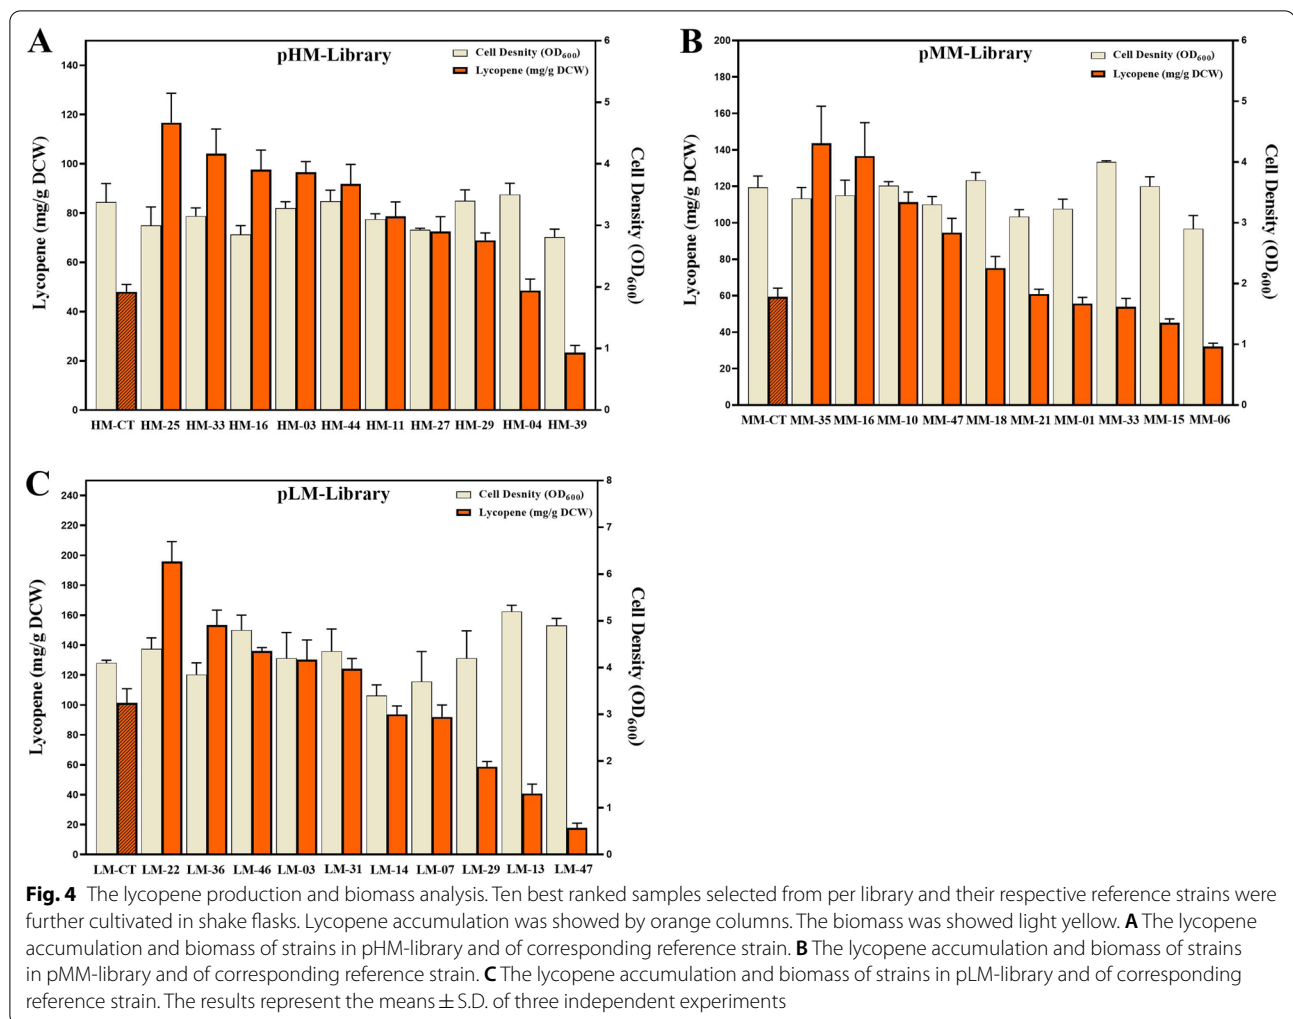 A
pHM-Library
Cell Desnity (OD600)
Lycopene (mg/g DCW)
Lycopene (mg/g DCW)
140
120
100
80
60
40
20
0
6
5
4
3
2
1
0
Cell Density (OD600)
HM-CT HM-25 HM-33 HM-16 HM-03 HM-44 HM-11 HM-27 HM-29 HM-04 HM-39
B
pMM-Library
Cell Desnity (OD600)
Lycopene (mg/g DCW)
Lycopene (mg/g DCW)
200
180
160
140
120
100
80
60
40
20
0
6
5
4
3
2
1
0
Cell Density (OD600)
MM-CT MM-35 MM-16 MM-10 MM-47 MM-18 MM-21 MM-01 MM-33 MM-15 MM-06
C
pLM-Library
Cell Desnity (OD600)
Lycopene (mg/g DCW)
Lycopene (mg/g DCW)
240
220
200
180
160
140
120
100
80
60
40
20
0
8
7
6
5
4
3
2
1
0
Cell Density (OD600)
LM-CT LM-22 LM-36 LM-46 LM-03 LM-31 LM-14 LM-07 LM-29 LM-13 LM-47
Fig. 4 The lycopene production and biomass analysis. Ten best ranked samples selected from per library and their respective reference strains were
further cultivated in shake flasks. Lycopene accumulation was showed by orange columns. The biomass was showed light yellow. A The lycopene
accumulation and biomass of strains in pHM-library and of corresponding reference strain. B The lycopene accumulation and biomass of strains
in pMM-library and of corresponding reference strain. C The lycopene accumulation and biomass of strains in pLM-library and of corresponding
reference strain. The results represent the means ± S.D. of three independent experiments